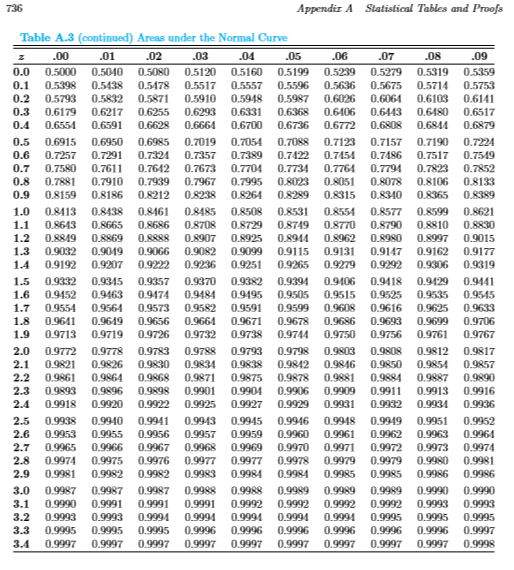 736
Appendix A Statistical Tables and Proofs
Table A.3 (continued) Areas under the Normal Curve
z .00 .01 .02 .03 .04 .05 .06 .07 .08 .09
0.0 0.5000 0.5040 0.5080 0.5120 0.5160 0.5199 0.5239 0.5279 0.5319 0.5359
0.1 0.5398 0.5438 0.5478 0.5517 0.5557 0.5596 0.5636 0.5675 0.5714 0.5753
0.2 0.5793 0.5832 0.5871 0.5910 0.5948 0.5987 0.6026 0.6064 0.6103 0.6141
0.3 0.6179 0.6217 0.6255 0.6293 0.6331 0.6368 0.6406 0.6443 0.6480 0.6517
0.4 0.6554 0.6591 0.6628 0.6664 0.6700 0.6736 0.6772 0.6808 0.6844 0.6879
0.5 0.6915 0.6950 0.6985 0.7019 0.7054 0.7088 0.7123 0.7157 0.7190 0.7224
0.6 0.7257 0.7291 0.7324 0.7357 0.7389 0.7422 0.7454 0.7486 0.7517 0.7549
0.7 0.7580 0.7611 0.7642 0.7673 0.7704 0.7734 0.7764 0.7794 0.7823 0.7852
0.8 0.7881 0.7910 0.7939 0.7967 0.7995 0.8023 0.8051 0.8078 0.8106 0.8133
0.9 0.8159 0.8186 0.8212 0.8238 0.8264 0.8289 0.8315 0.8340 0.8365 0.8389
1.0 0.8413 0.8438 0.8461 0.8485 0.8508 0.8531 0.8554 0.8577 0.8599 0.8621
1.1 0.8643 0.8665 0.8686 0.8708 0.8729 0.8749 0.8770 0.8790 0.8810 0.8830
1.2 0.8849 0.8869 0.8888 0.8907 0.8925 0.8944 0.8962 0.8980 0.8997 0.9015
1.3 0.9032 0.9049 0.9066 0.9082 0.9099 0.9115 0.9131 0.9147 0.9162 0.9177
1.4 0.9192 0.9207 0.9222 0.9236 0.9251 0.9265 0.9279 0.9292 0.9306 0.9319
1.5 0.9332 0.9345 0.9357 0.9370 0.9382 0.9394 0.9406 0.9418 0.9429 0.9441
1.6 0.9452 0.9463 0.9474 0.9484 0.9495 0.9505 0.9515 0.9525 0.9535 0.9545
1.7 0.9554 0.9564 0.9573 0.9582 0.9591 0.9599 0.9608 0.9616 0.9625 0.9633
1.8 0.9641 0.9649 0.9656 0.9664 0.9671 0.9678 0.9686 0.9693 0.9699 0.9706
1.9 0.9713 0.9719 0.9726 0.9732 0.9738 0.9744 0.9750 0.9756 0.9761 0.9767
2.0 0.9772 0.9778 0.9783 0.9788 0.9793 0.9798 0.9803 0.9808 0.9812 0.9817
2.1 0.9821 0.9826 0.9830 0.9834 0.9838 0.9842 0.9846 0.9850 0.9854 0.9857
2.2 0.9861 0.9864 0.9868 0.9871 0.9875 0.9878 0.9881 0.9884 0.9887 0.9890
2.3 0.9893 0.9896 0.9898 0.9901 0.9904 0.9906 0.9909 0.9911 0.9913 0.9916
2.4 0.9918 0.9920 0.9922 0.9925 0.9927 0.9929 0.9931 0.9932 0.9934 0.9936
2.5 0.9938 0.9940 0.9941 0.9943 0.9945 0.9946 0.9948 0.9949 0.9951 0.9952
2.6 0.9953 0.9955 0.9956 0.9957 0.9959 0.9960 0.9961 0.9962 0.9963 0.9964
2.7 0.9965 0.9966 0.9967 0.9968 0.9969 0.9970 0.9971 0.9972 0.9973 0.9974
2.8 0.9974 0.9975 0.9976 0.9977 0.9977 0.9978 0.9979 0.9979 0.9980 0.9981
2.9 0.9981 0.9982 0.9982 0.9983 0.9984 0.9984 0.9985 0.9985 0.9986 0.9986
3.0 0.9987 0.9987 0.9987 0.9988 0.9988 0.9989 0.9989 0.9989 0.9990 0.9990
3.1 0.9990 0.9991 0.9991 0.9991 0.9992 0.9992 0.9992 0.9992 0.9993 0.9993
3.2 0.9993 0.9993 0.9994 0.9994 0.9994 0.9994 0.9994 0.9995 0.9995 0.9995
3.3 0.9995 0.9995 0.9995 0.9996 0.9996 0.9996 0.9996 0.9996 0.9996 0.9997
3.4 0.9997 0.9997 0.9997 0.9997 0.9997 0.9997 0.9997 0.9997 0.9997 0.9998